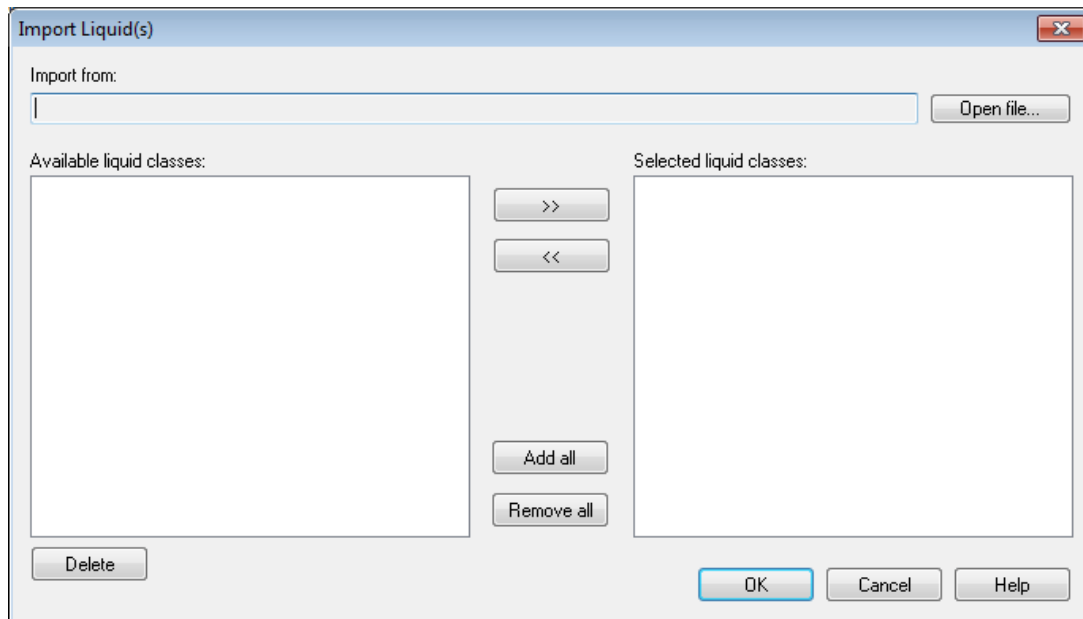 Import Liquid(s)
Import from:
Open file...
Available liquid classes:
Selected liquid classes:
>>
<<
Add all
Remove all
Delete
OK
Cancel
Help